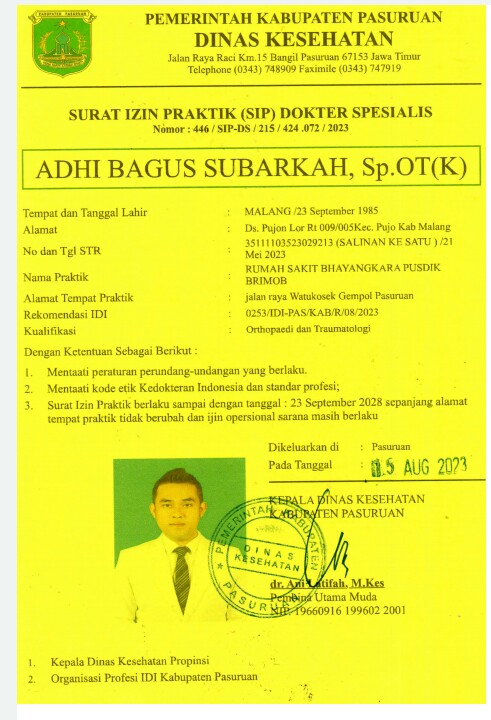 KABUPATEN PASURUAN
PEMERINTAH KABUPATEN PASURUAN
DINAS KESEHATAN
Jalan Raya Raci Km.15 Bangil Pasuruan 67153 Jawa Timur
Telephone (0343) 748909 Faximile (0343) 747919
SURAT IZIN PRAKTIK (SIP) DOKTER SPESIALIS
Nomor : 446 / SIP-DS / 215 / 424 .072 / 2023
ADHI BAGUS SUBARKAH, Sp.OT(K)
Tempat dan Tanggal Lahir : MALANG /23 September 1985
Alamat : Ds. Pujon Lor Rt 009/005Kec. Pujo Kab Malang
No dan Tgl STR : 35111103523029213 (SALINAN KE SATU ) /21 Mei 2023
Nama Praktik : RUMAH SAKIT BHAYANGKARA PUSDIK BRIMOB
Alamat Tempat Praktik : jalan raya Watukosek Gempol Pasuruan
Rekomendasi IDI : 0253/IDI-PAS/KAB/R/08/2023
Kualifikasi : Orthopaedi dan Traumatologi
Dengan Ketentuan Sebagai Berikut :
1. Mentaati peraturan perundang-undangan yang berlaku.
2. Mentaati kode etik Kedokteran Indonesia dan standar profesi;
3. Surat Izin Praktik berlaku sampai dengan tanggal : 23 September 2028 sepanjang alamat
tempat praktik tidak berubah dan ijin opersional sarana masih berlaku
Dikeluarkan di : Pasuruan
Pada Tanggal : 15 AUG 2023
KEPALA DINAS KESEHATAN
KABUPATEN PASURUAN
PEMERINTAH KABUPATEN
DINAS
KESEHATAN
PASURUAN
dr. Ani Latifah, M.Kes
Pembina Utama Muda
NIP. 19660916 199602 2001
1. Kepala Dinas Kesehatan Propinsi
2. Organisasi Profesi IDI Kabupaten Pasuruan